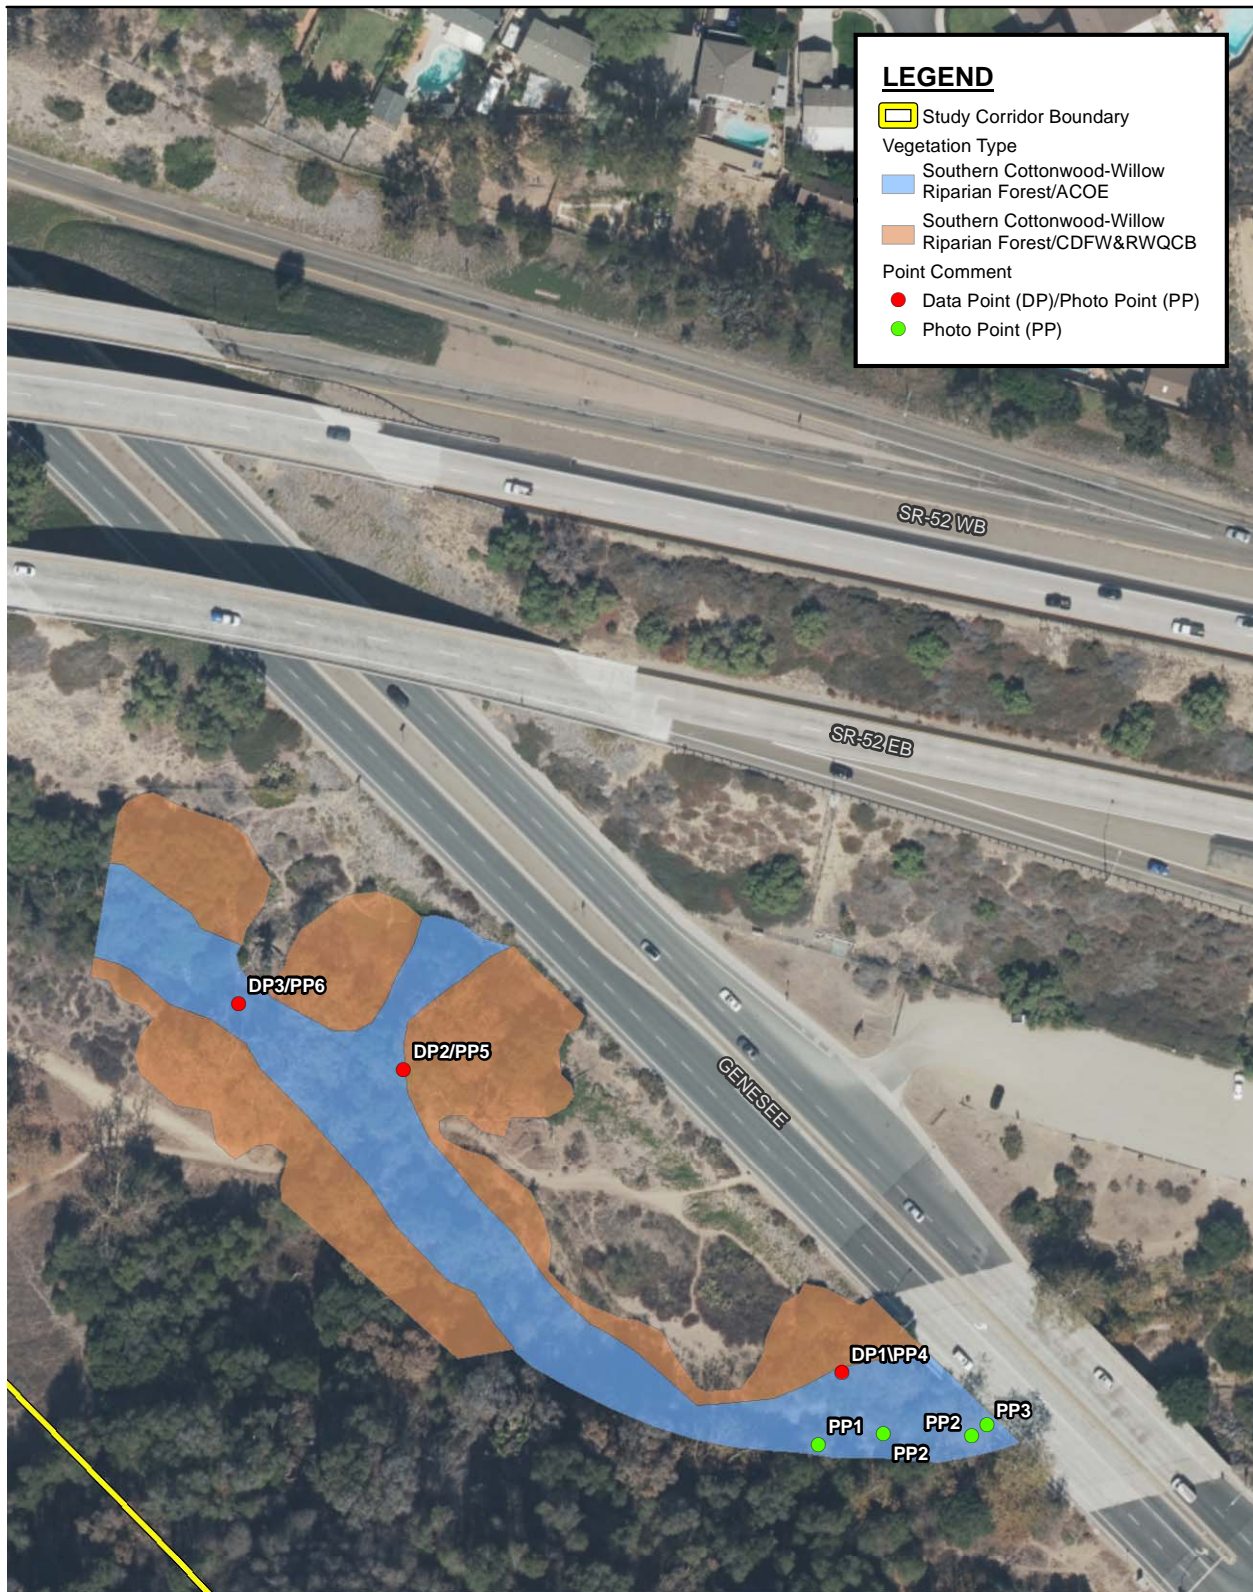 LEGEND
Study Corridor Boundary
Vegetation Type
Southern Cottonwood-Willow
Riparian Forest/ACOE
Southern Cottonwood-Willow
Riparian Forest/CDFW&RWQCB
Point Comment
Data Point (DP)/Photo Point (PP)
Photo Point (PP)
SR-52 WB
SR-52 EB
DP3/PP6
DP2/PP5
GENESEE
DP1\PP4
PP3
PP1
PP2
PP2